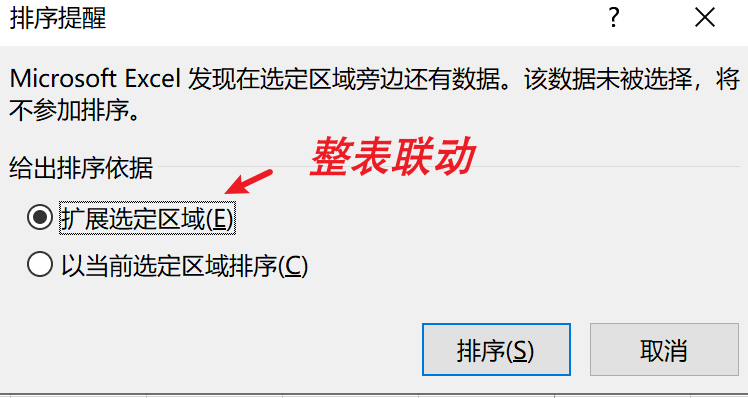 排序提醒
?
Microsoft Excel 发现在选定区域旁边还有数据。该数据未被选择，将
不参加排序。
整表联动
给出排序依据
扩展选定区域(E)
以当前选定区域排序(C)
排序(S)
取消